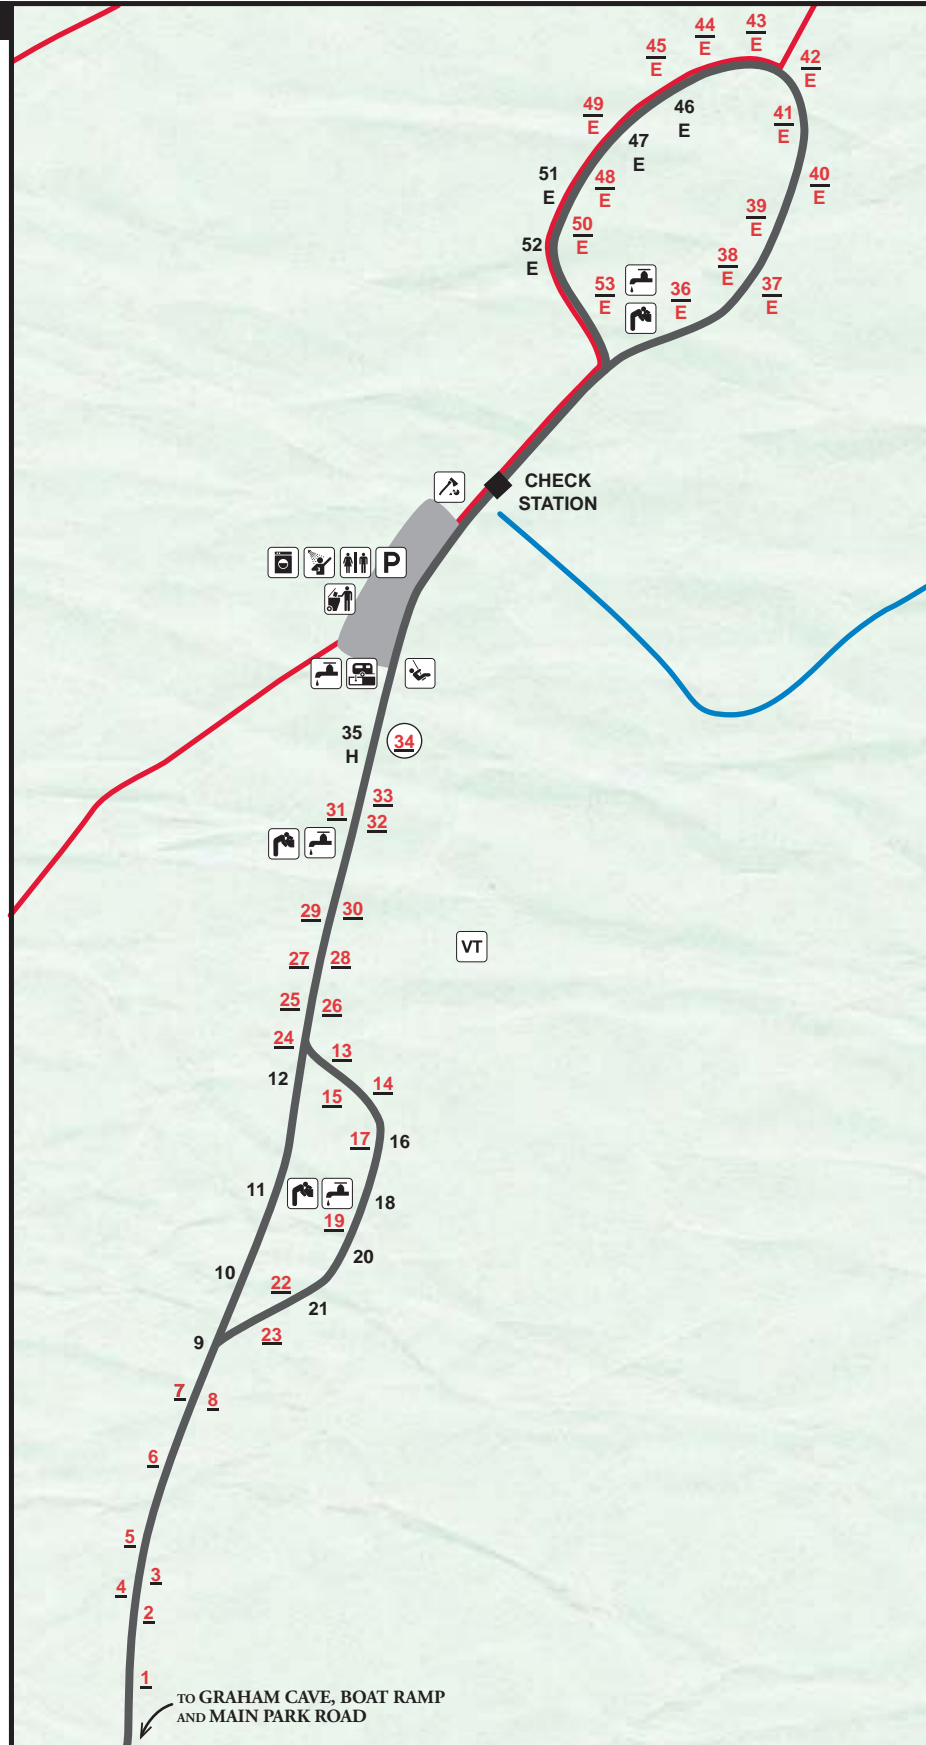 43
E
44
E
45
E
42
E
49
E
46
E
41
E
47
E
51
E
48
E
40
E
39
E
50
E
52
E
38
E
53
E
36
E
37
E
CHECK
STATION
P
35
H
34
33
31
32
29
30
VT
27
28
25
26
24
13
12
14
15
17
16
11
18
19
20
10
22
21
23
9
7
8
6
5
3
4
2
1
TO GRAHAM CAVE, BOAT RAMP
AND MAIN PARK ROAD